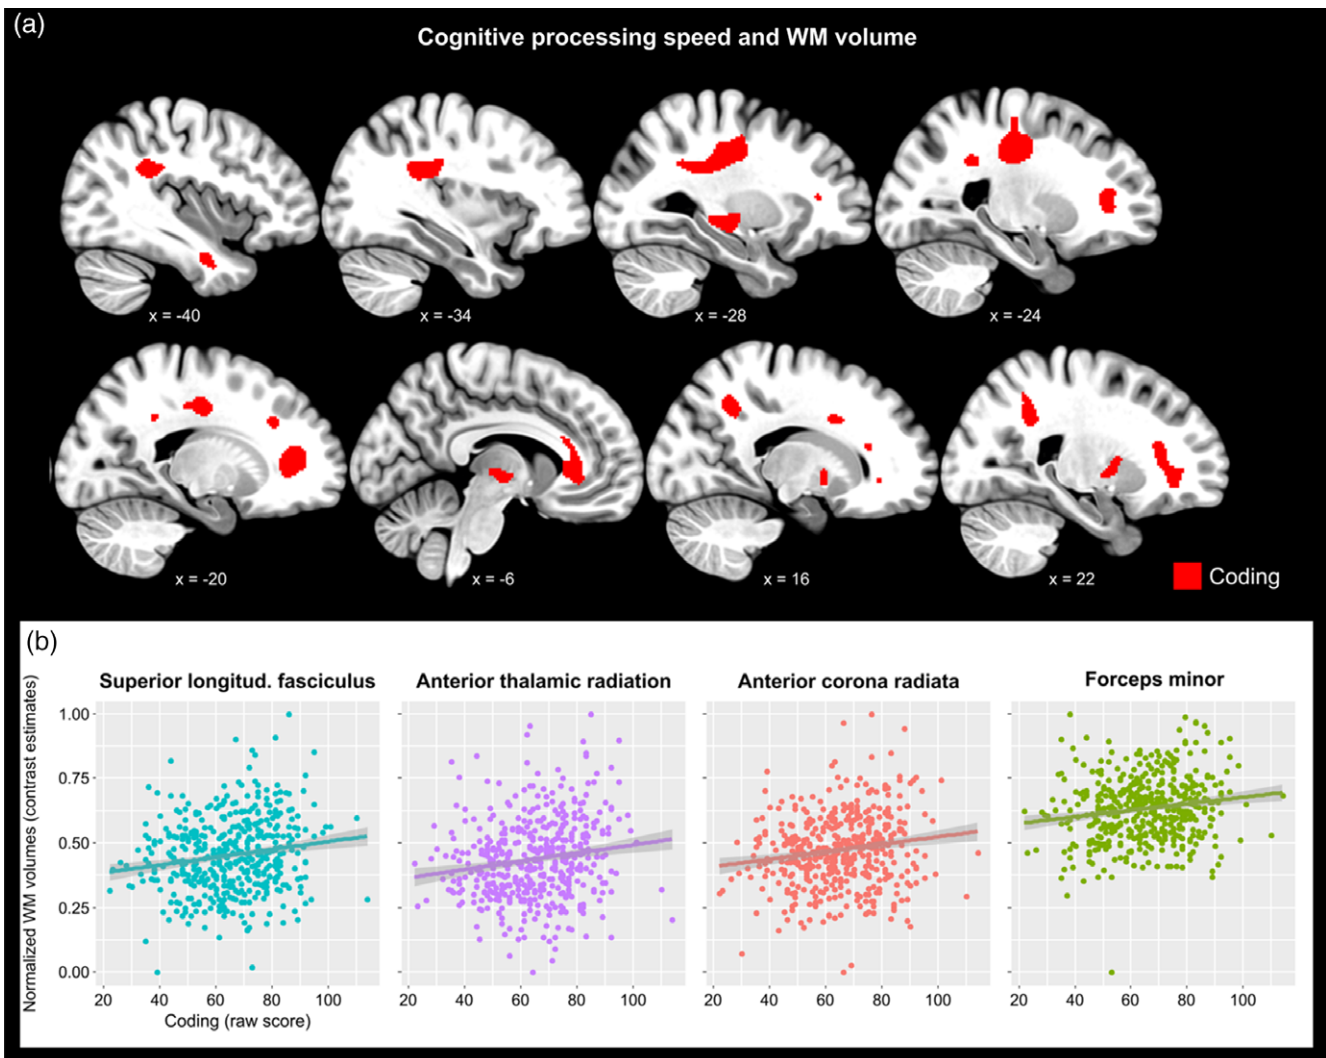 (a)
Cognitive processing speed and WM volume
x = -40
x = -34
x = -28
x = -24
x = -20
x = -6
x = 16
x = 22
Coding
(b)
Superior longitud. fasciculus
Anterior thalamic radiation
Anterior corona radiata
Forceps minor
Normalized WM volumes (contrast estimates)
1.00
0.75
0.50
0.25
0.00
20 40 60 80 100
20 40 60 80 100
20 40 60 80 100
20 40 60 80 100
Coding (raw score)